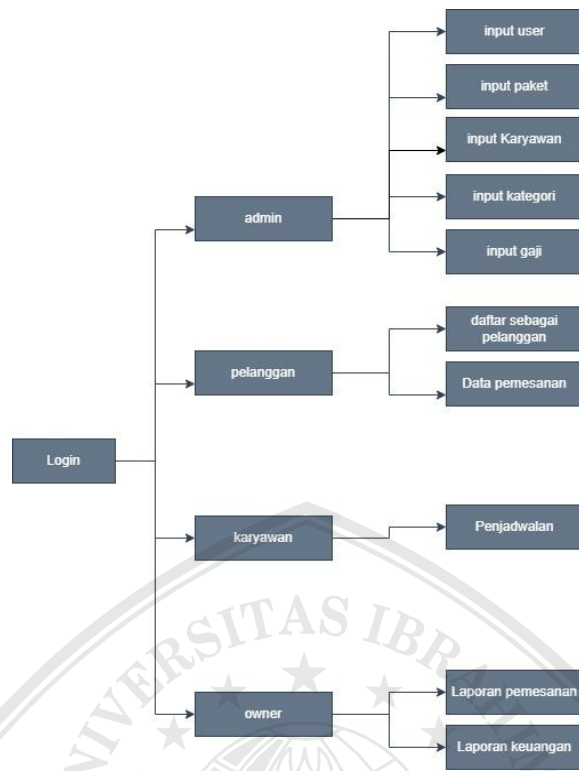 input user
input paket
input Karyawan
input kategori
input gaji
admin
daftar sebagai
pelanggan
Data pemesanan
pelanggan
Login
Penjadwalan
karyawan
Laporan pemesanan
owner
Laporan keuangan